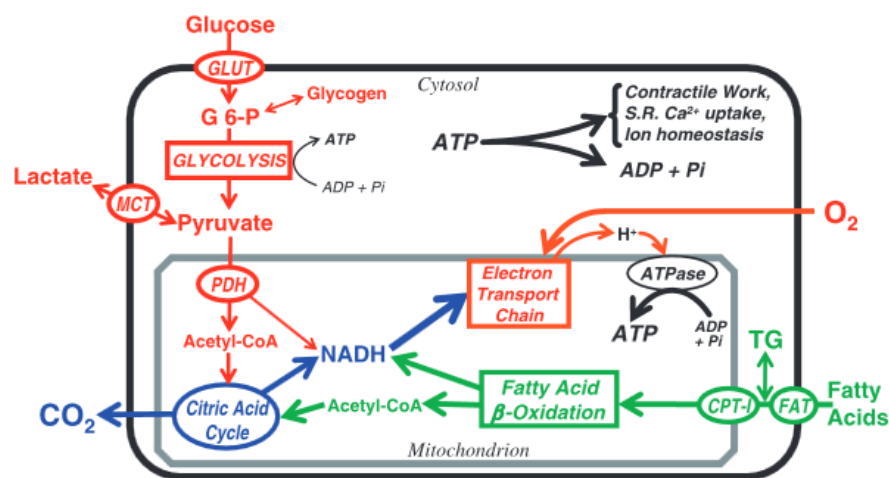 Glucose
GLUT
Cytosol
G 6-P
Glycogen
Contractile Work,
S.R. Ca²⁺ uptake,
Ion homeostasis
ATP
GLYCOLYSIS
ATP
ADP + Pi
ADP + Pi
Lactate
MCT
Pyruvate
O₂
H⁺
PDH
Electron
Transport
Chain
ATPase
ATP
ADP
+ Pi
Acetyl-CoA
NADH
TG
CO₂
Citric Acid
Cycle
Acetyl-CoA
Fatty Acid
β-Oxidation
CPT-I
FAT
Fatty
Acids
Mitochondrion